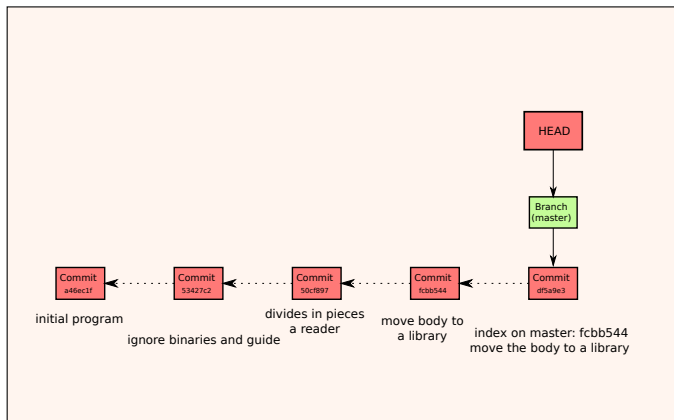 HEAD
Branch
(master)
Commit
a46ec1f
Commit
53427c2
Commit
50cf897
Commit
fcbb544
Commit
df5a9e3
initial program
ignore binaries and guide
divides in pieces
a reader
move body to
a library
index on master: fcbb544
move the body to a library